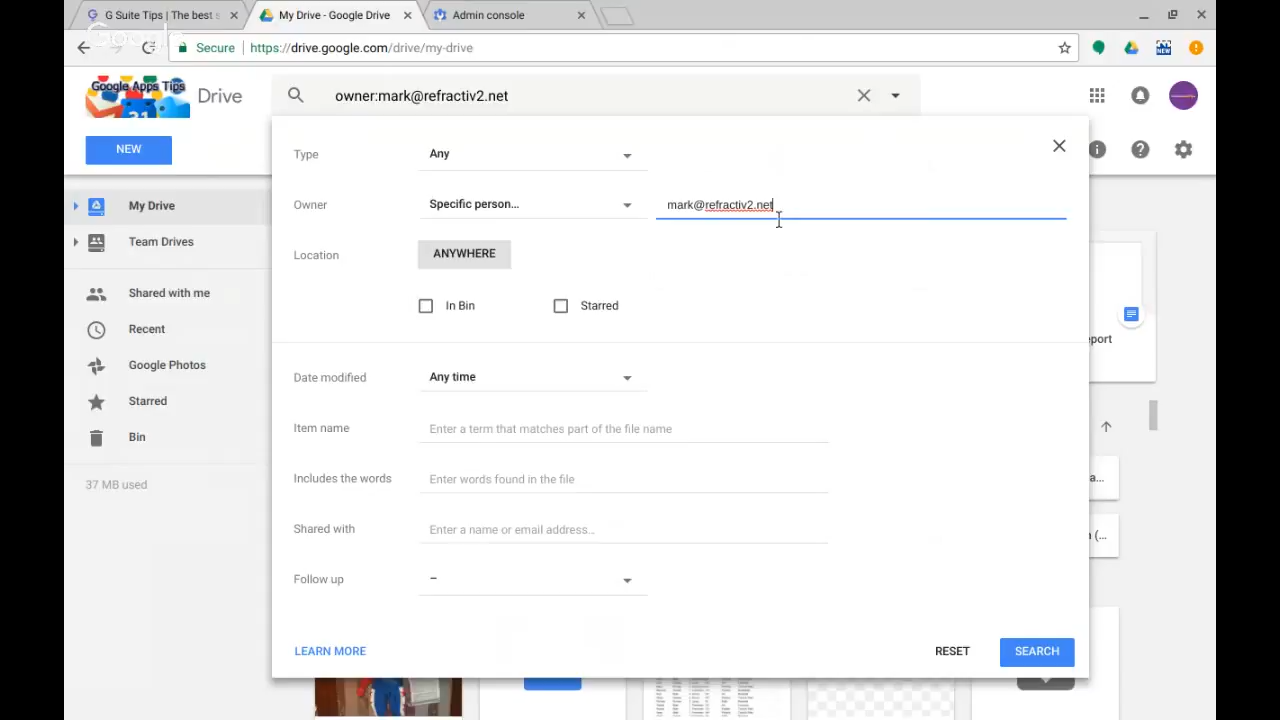 G Suite Tips | The best s
My Drive - Google Drive
Admin console
Google
Secure
https://drive.google.com/drive/my-drive
NEW
Google Apps Tips
31
Drive
owner:mark@refractiv2.net
NEW
My Drive
Team Drives
Shared with me
Recent
Google Photos
Starred
Bin
37 MB used
Type
Any
Owner
Specific person...
mark@refractiv2.net
Location
ANYWHERE
In Bin
Starred
Date modified
Any time
Item name
Enter a term that matches part of the file name
Includes the words
Enter words found in the file
Shared with
Enter a name or email address...
Follow up
–
LEARN MORE
RESET
SEARCH
eport
a...
n (...